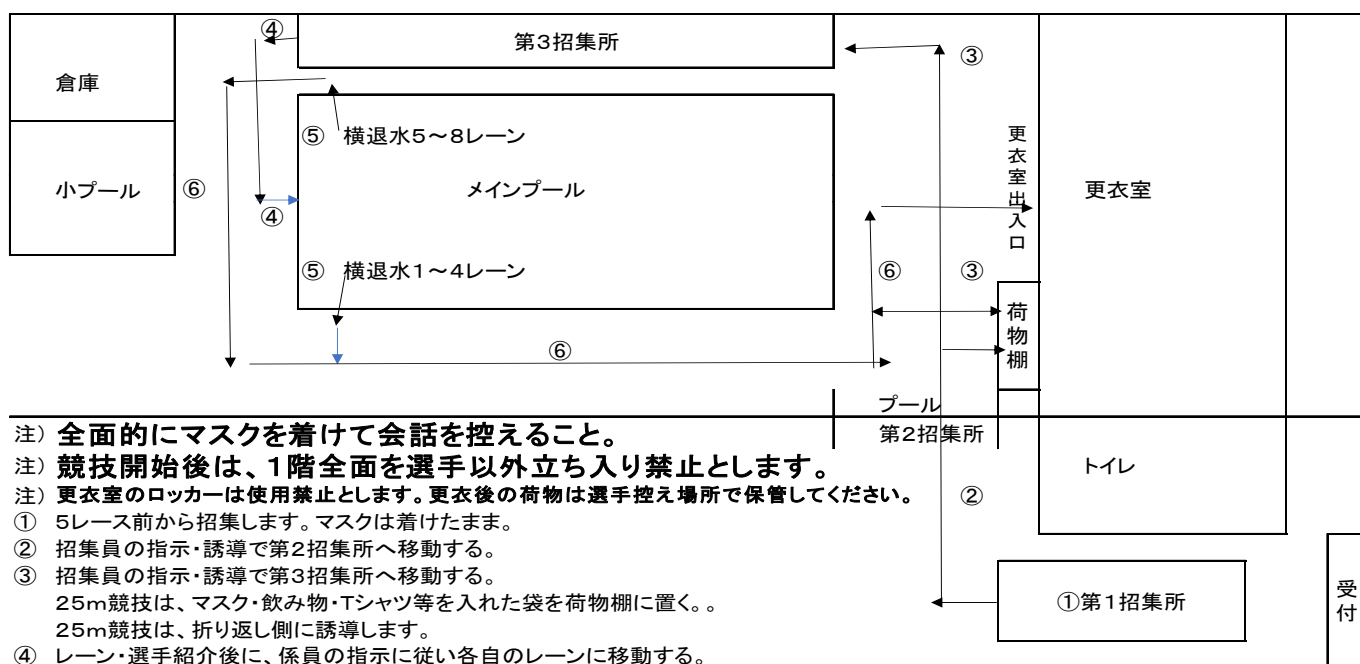 ④
第3招集所
③
倉庫
⑤ 横退水5～8レーン
更衣室出入口
小プール
⑥
メインプール
更衣室
④
⑤ 横退水1～4レーン
⑥
③
荷物棚
⑥
プール
第2招集所
注）全面的にマスクを着けて会話を控えること。
注）競技開始後は、1階全面を選手以外立ち入り禁止とします。
トイレ
注）更衣室のロッカーは使用禁止とします。更衣後の荷物は選手控え場所で保管してください。
②
① 5レース前から招集します。マスクは着けたまま。
② 招集員の指示・誘導で第2招集所へ移動する。
③ 招集員の指示・誘導で第3招集所へ移動する。
25m競技は、マスク・飲み物・Tシャツ等を入れた袋を荷物棚に置く。。
①第1招集所
受付
25m競技は、折り返し側に誘導します。
④ レーン・選手紹介後に、係員の指示に従い各自のレーンに移動する。